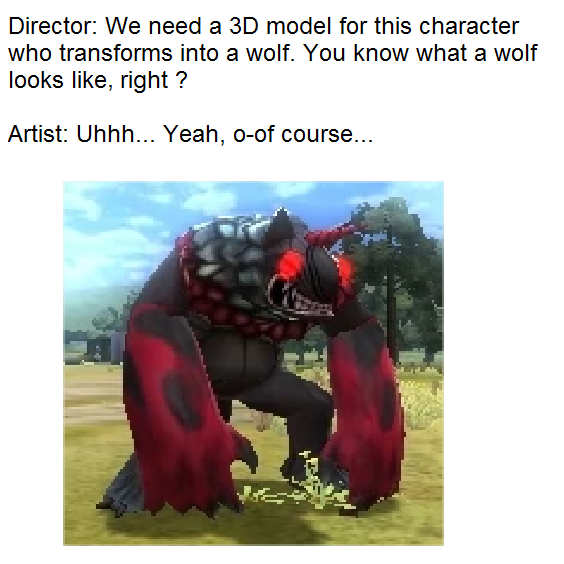 Director: We need a 3D model for this character
who transforms into a wolf. You know what a wolf
looks like, right ?
Artist: Uhhh... Yeah, o-of course...